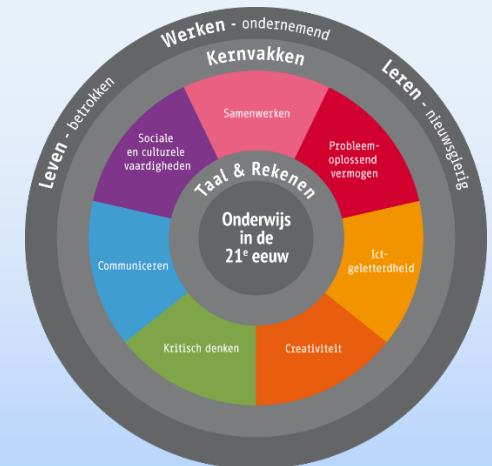 Werken - ondernemend
Leven - betrokken
Leren - nieuwsgierig
Kernvakken
Samenwerken
Sociale
en culturele
vaardigheden
Probleem-
oplossend
vermogen
Taal & Rekenen
Onderwijs
in de
21e eeuw
Communiceren
Ict-
geletterdheid
Kritisch denken
Creativiteit